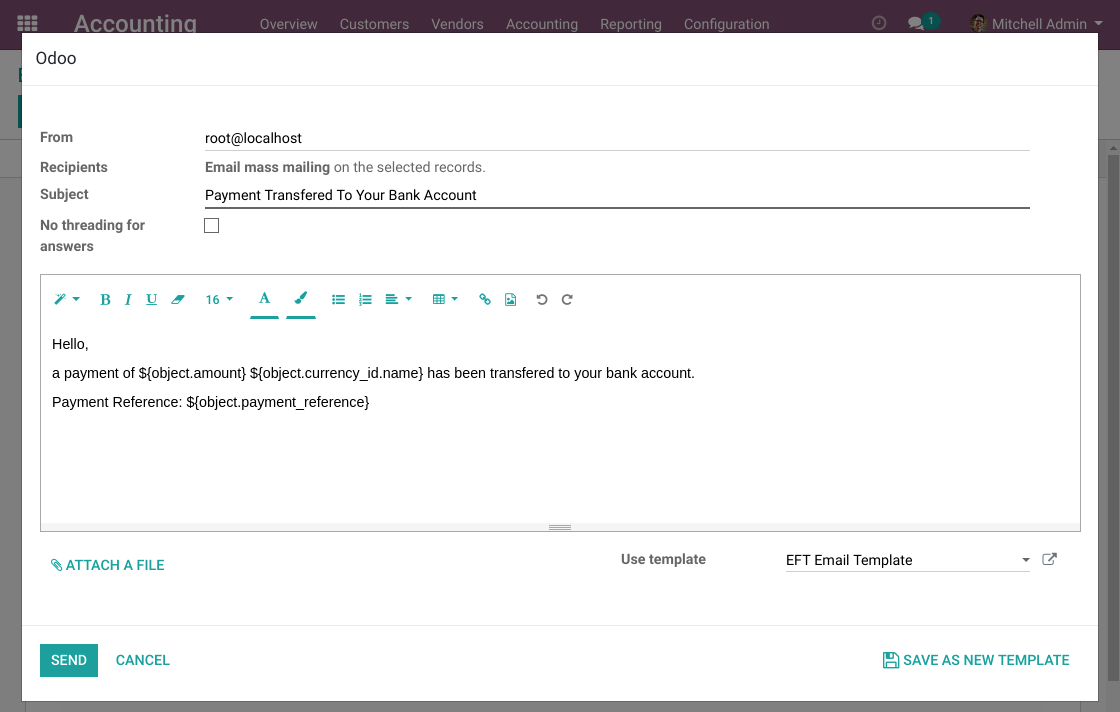 Accounting Overview Customers Vendors Accounting Reporting Configuration 1 Mitchell Admin
Odoo
From root@localhost
Recipients Email mass mailing on the selected records.
Subject Payment Transfered To Your Bank Account
No threading for
answers
B I U 16 A
Hello,
a payment of ${object.amount} ${object.currency_id.name} has been transfered to your bank account.
Payment Reference: ${object.payment_reference}
ATTACH A FILE Use template EFT Email Template
SEND CANCEL SAVE AS NEW TEMPLATE